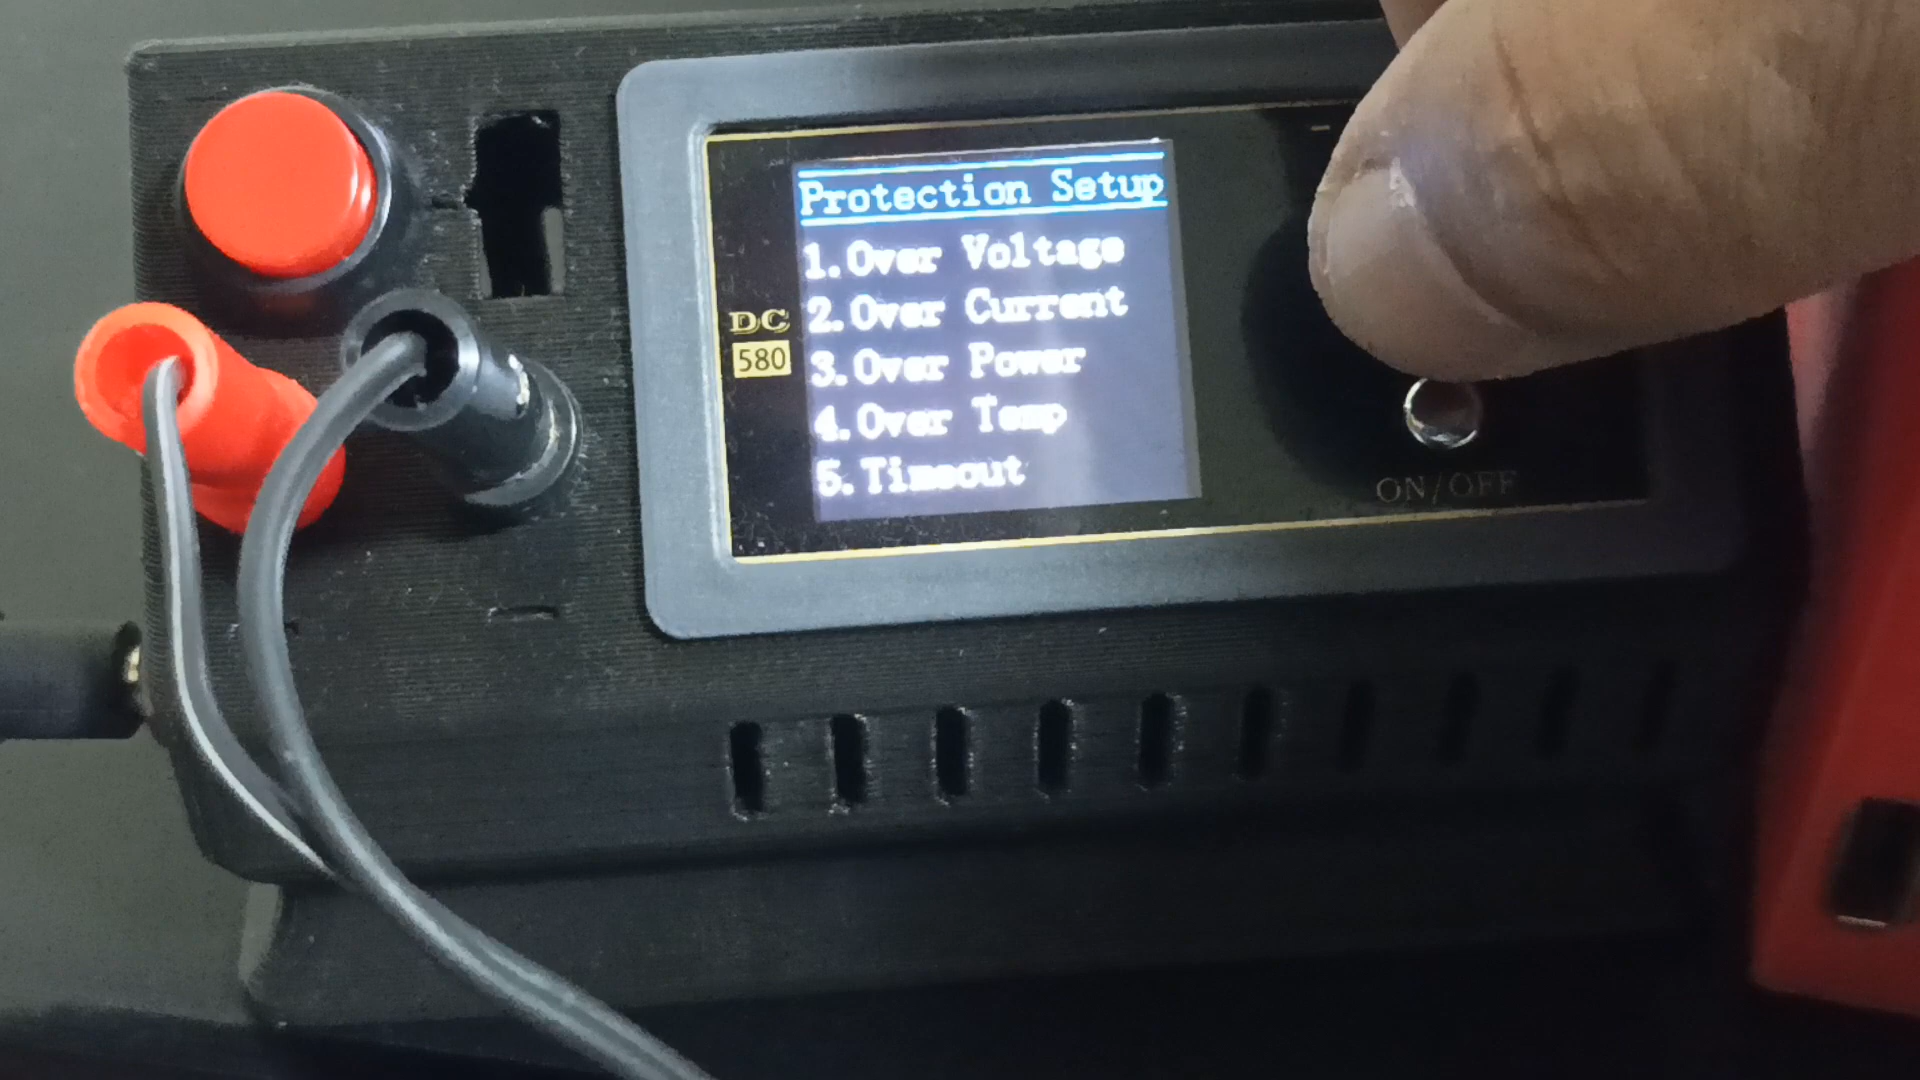 Protection Setup
1.Over Voltage
2.Over Current
3.Over Power
4.Over Temp
5.Timeout
DC
580
ON/OFF